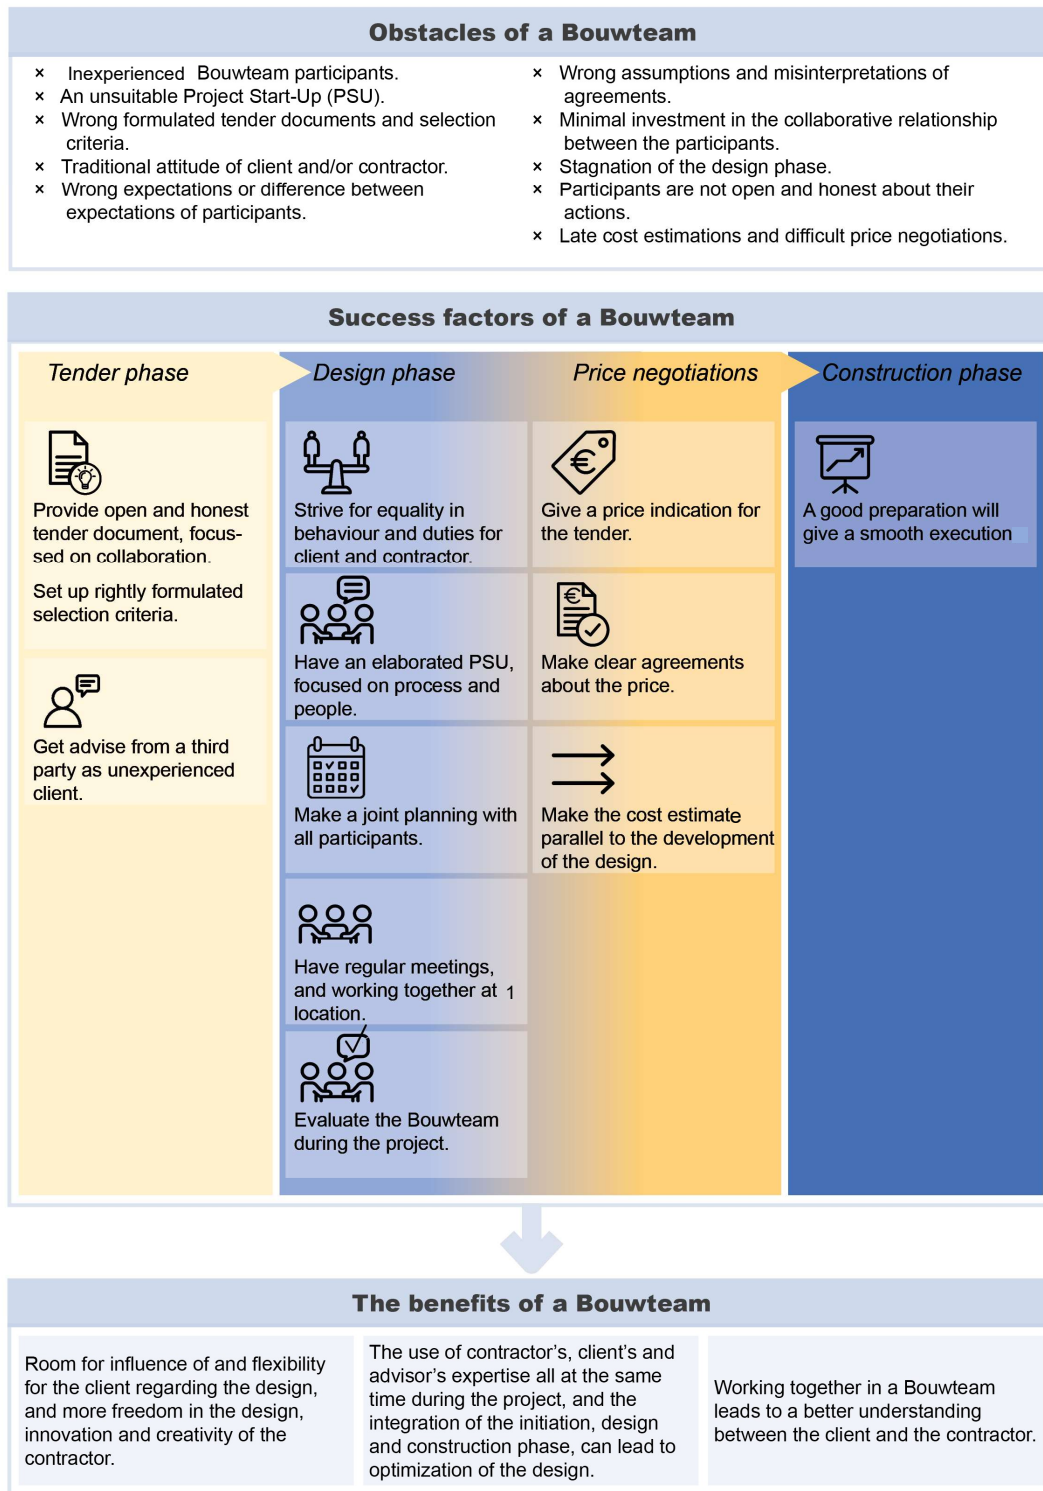 Obstacles of a Bouwteam
× Inexperienced Bouwteam participants.
× An unsuitable Project Start-Up (PSU).
× Wrong formulated tender documents and selection
criteria.
× Traditional attitude of client and/or contractor.
× Wrong expectations or difference between
expectations of participants.
× Wrong assumptions and misinterpretations of
agreements.
× Minimal investment in the collaborative relationship
between the participants.
× Stagnation of the design phase.
× Participants are not open and honest about their
actions.
× Late cost estimations and difficult price negotiations.
Success factors of a Bouwteam
Tender phase
Provide open and honest
tender document, focus-
sed on collaboration.
Set up rightly formulated
selection criteria.
Get advise from a third
party as unexperienced
client.
Design phase
Strive for equality in
behaviour and duties for
client and contractor.
Have an elaborated PSU,
focused on process and
people.
Make a joint planning with
all participants.
Have regular meetings,
and working together at 1
location.
Evaluate the Bouwteam
during the project.
Price negotiations
€
Give a price indication for
the tender.
€
Make clear agreements
about the price.
Make the cost estimate
parallel to the development
of the design.
Construction phase
A good preparation will
give a smooth execution
The benefits of a Bouwteam
Room for influence of and flexibility
for the client regarding the design,
and more freedom in the design,
innovation and creativity of the
contractor.
The use of contractor's, client's and
advisor's expertise all at the same
time during the project, and the
integration of the initiation, design
and construction phase, can lead to
optimization of the design.
Working together in a Bouwteam
leads to a better understanding
between the client and the contractor.